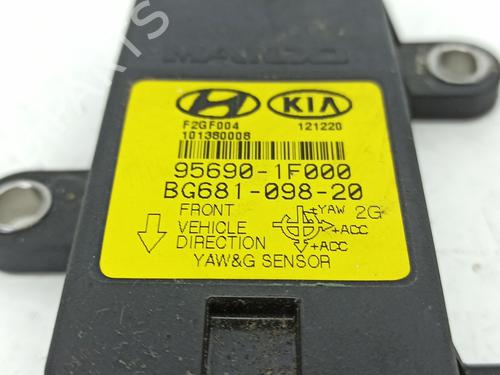 MANDO
KIA
F2GF004 121220
101380008
95690-1F000
BG681-098-20
FRONT +YAW 2G
VEHICLE +ACC
DIRECTION +ACC
YAW&G SENSOR